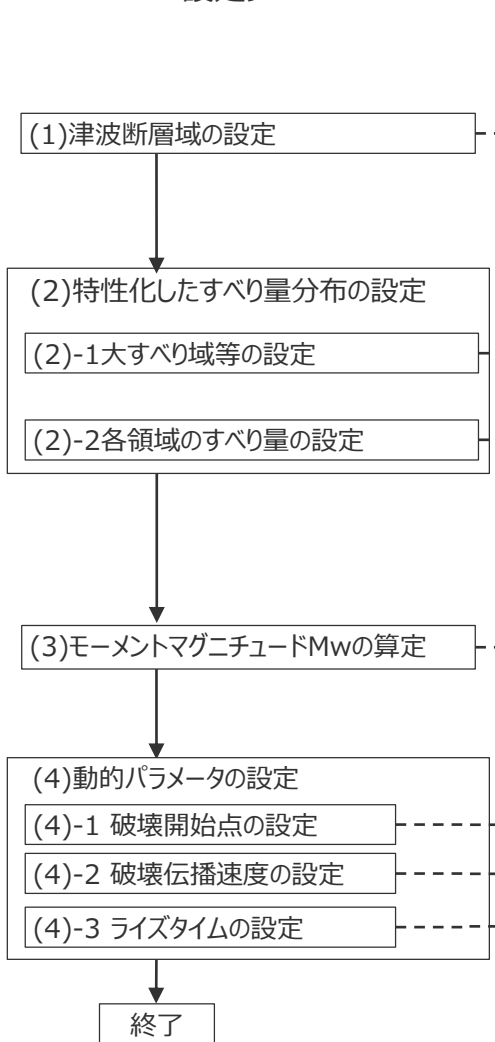 (1)津波断層域の設定
(2)特性化したすべり量分布の設定
(2)-1大すべり域等の設定
(2)-2各領域のすべり量の設定
(3)モーメントマグニチュードMwの算定
(4)動的パラメータの設定
(4)-1 破壊開始点の設定
(4)-2 破壊伝播速度の設定
(4)-3 ライズタイムの設定
終了